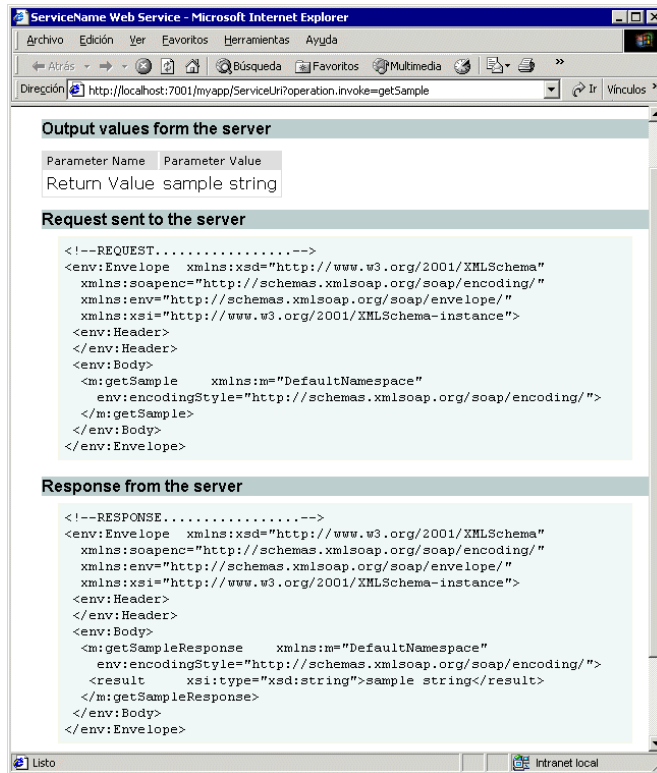 ServiceName Web Service - Microsoft Internet Explorer
Archivo Edición Ver Favoritos Herramientas Ayuda
Atrás Búsqueda Favoritos Multimedia »
Dirección http://localhost:7001/myapp/ServiceUri?operation.invoke=getSample Ir Vínculos »
Output values form the server
Parameter Name Parameter Value
Return Value sample string
Request sent to the server
<!--REQUEST.................-->
<env:Envelope xmlns:xsd="http://www.w3.org/2001/XMLSchema"
xmlns:soapenc="http://schemas.xmlsoap.org/soap/encoding/"
xmlns:env="http://schemas.xmlsoap.org/soap/envelope/"
xmlns:xsi="http://www.w3.org/2001/XMLSchema-instance">
<env:Header>
</env:Header>
<env:Body>
<m:getSample xmlns:m="DefaultNamespace"
env:encodingStyle="http://schemas.xmlsoap.org/soap/encoding/">
</m:getSample>
</env:Body>
</env:Envelope>
Response from the server
<!--RESPONSE.................-->
<env:Envelope xmlns:xsd="http://www.w3.org/2001/XMLSchema"
xmlns:soapenc="http://schemas.xmlsoap.org/soap/encoding/"
xmlns:env="http://schemas.xmlsoap.org/soap/envelope/"
xmlns:xsi="http://www.w3.org/2001/XMLSchema-instance">
<env:Header>
</env:Header>
<env:Body>
<m:getSampleResponse xmlns:m="DefaultNamespace"
env:encodingStyle="http://schemas.xmlsoap.org/soap/encoding/">
<result xsi:type="xsd:string">sample string</result>
</m:getSampleResponse>
</env:Body>
</env:Envelope>
Listo Intranet local